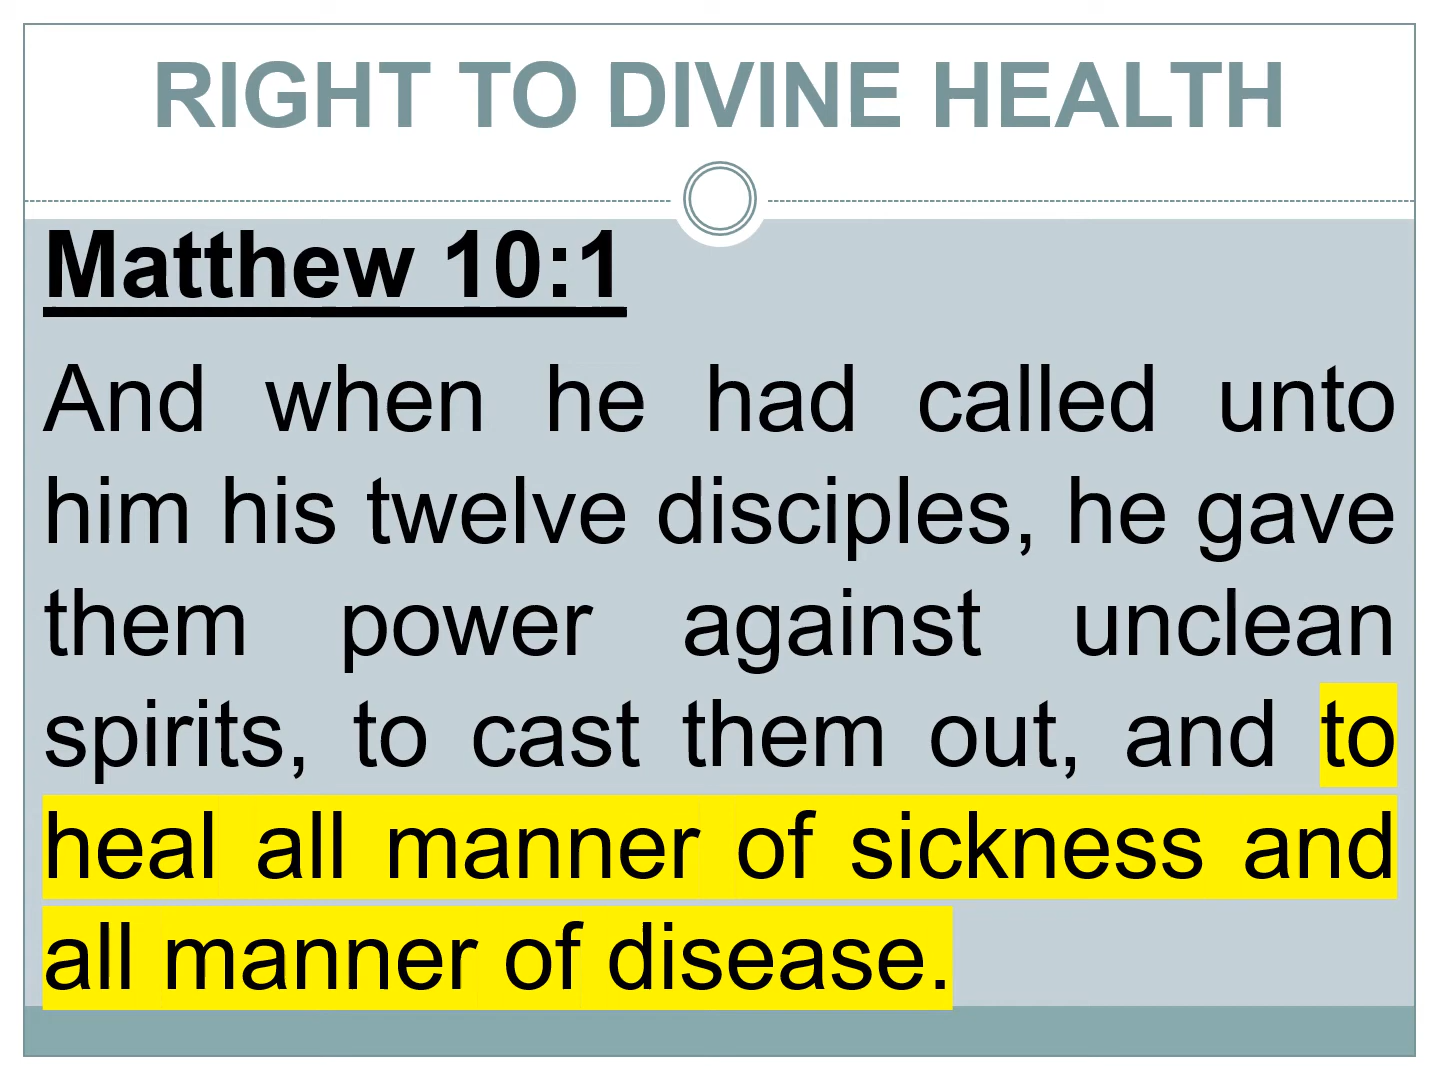 RIGHT TO DIVINE HEALTH
Matthew 10:1
And when he had called unto
him his twelve disciples, he gave
them power against unclean
spirits, to cast them out, and to
heal all manner of sickness and
all manner of disease.